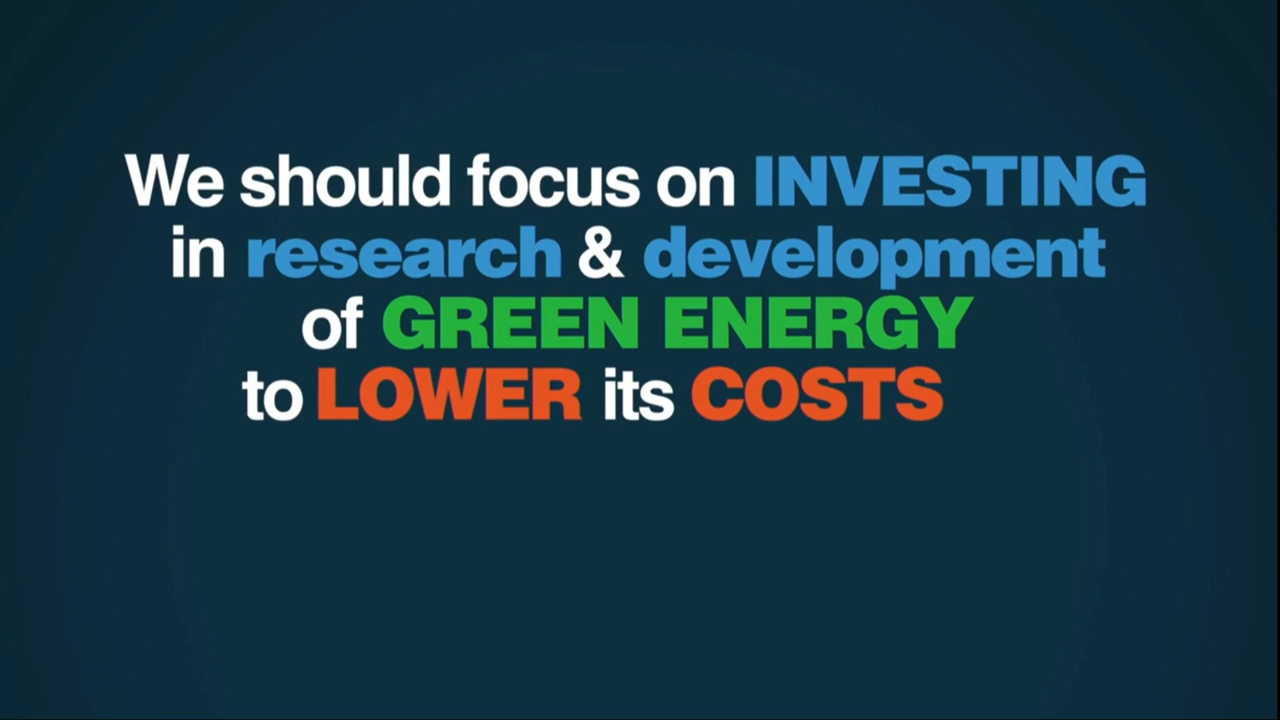 We should focus on INVESTING
in research & development
of GREEN ENERGY
to LOWER its COSTS